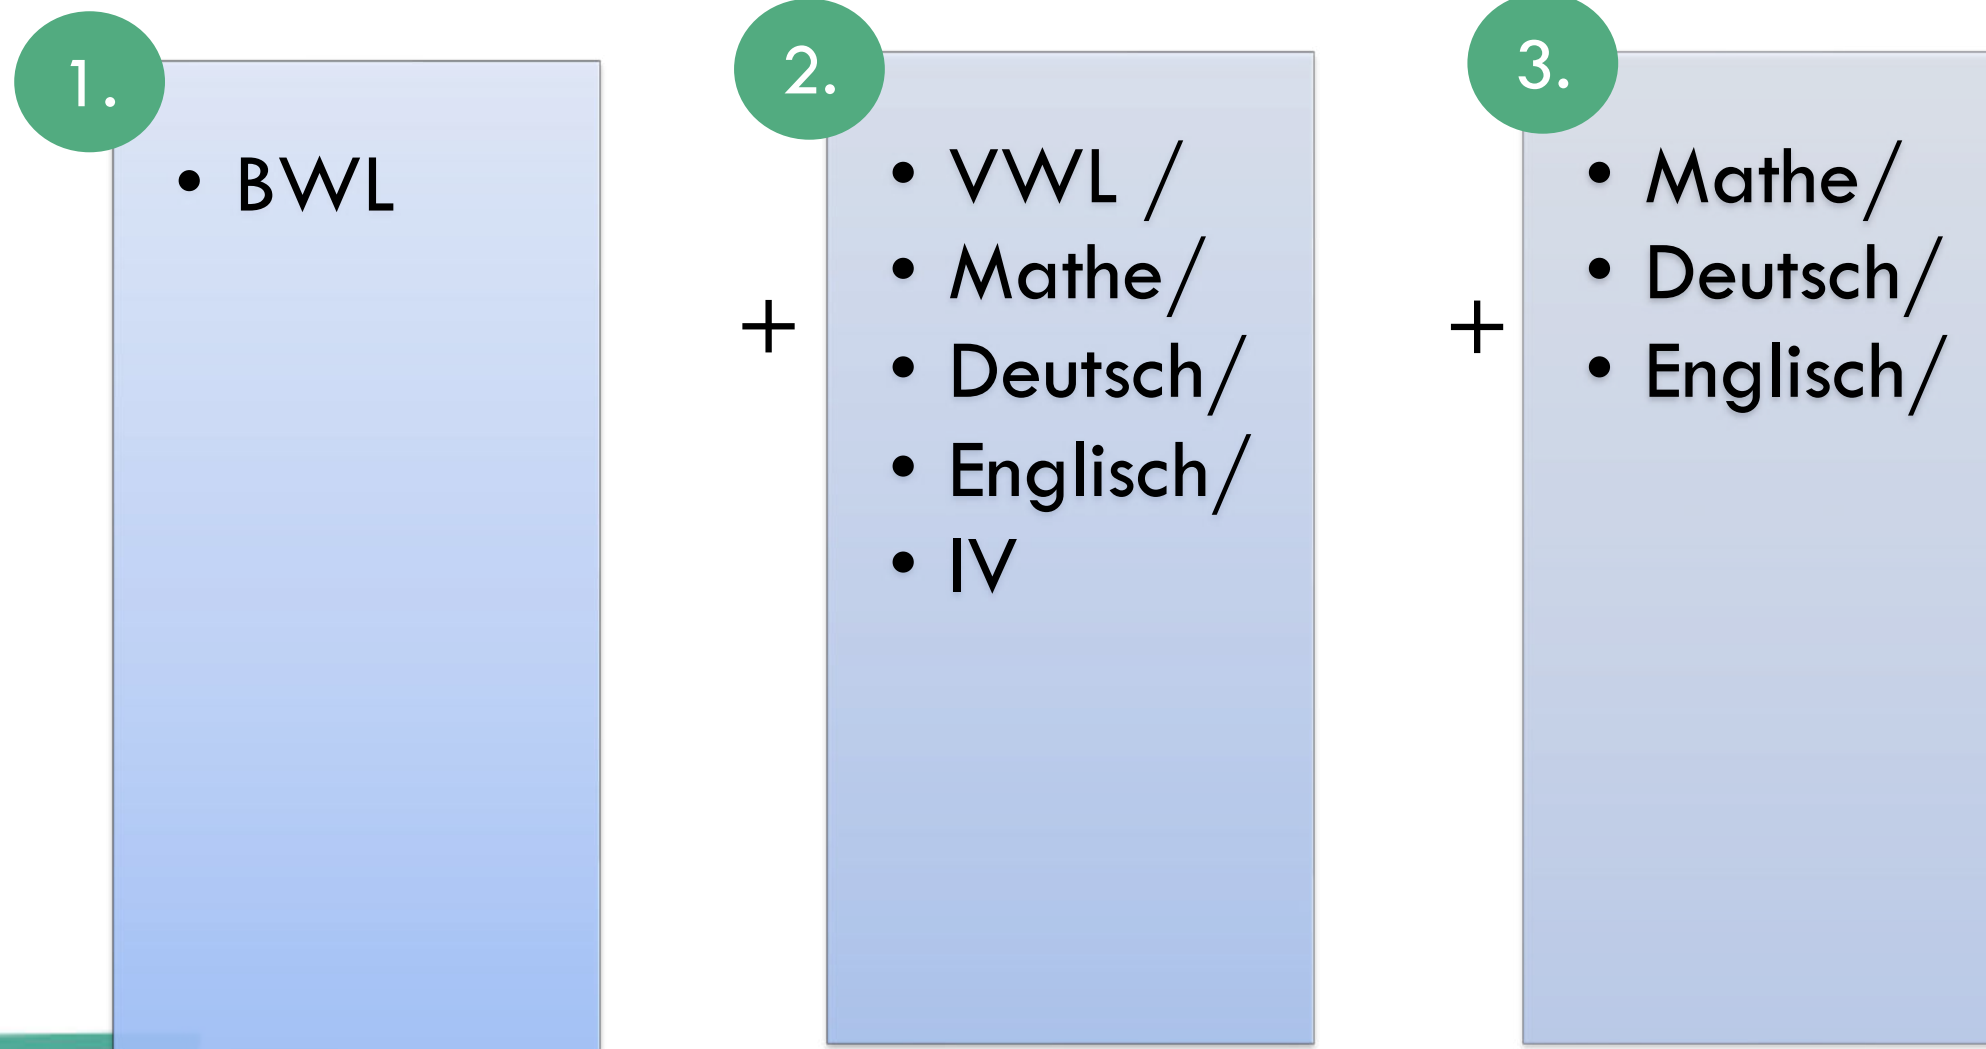 1.
• BWL
+
2.
• VWL /
• Mathe/
• Deutsch/
• Englisch/
• IV
+
3.
• Mathe/
• Deutsch/
• Englisch/